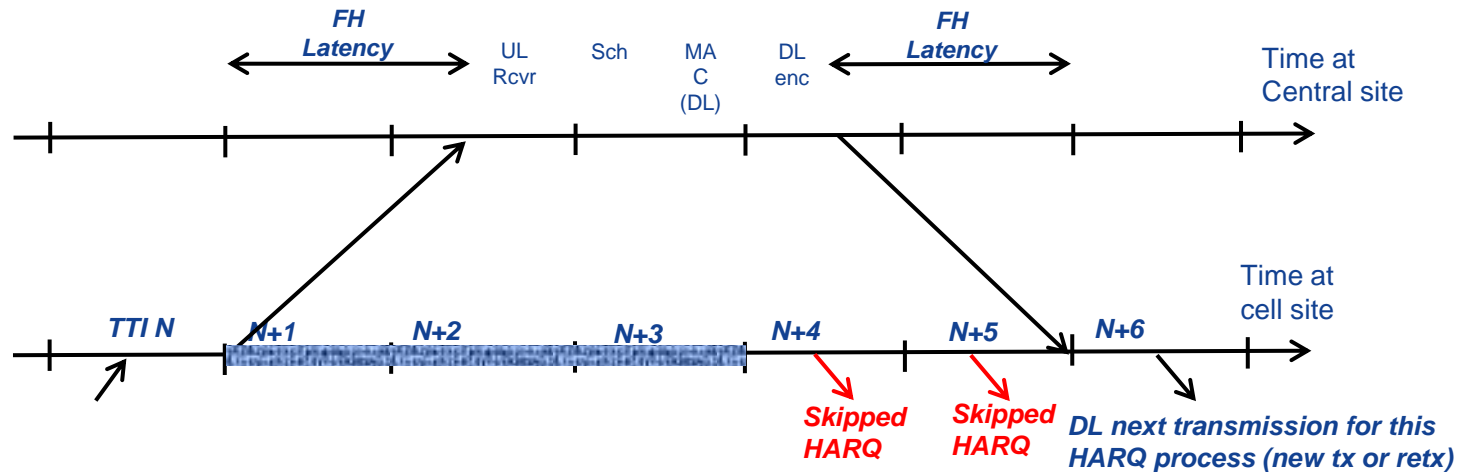 FH
Latency
UL
Rcvr
Sch
MA
C
(DL)
DL
enc
FH
Latency
Time at
Central site
Time at
cell site
TTI N
N+1
N+2
N+3
N+4
N+5
N+6
Skipped
HARQ
Skipped
HARQ
DL next transmission for this
HARQ process (new tx or retx)